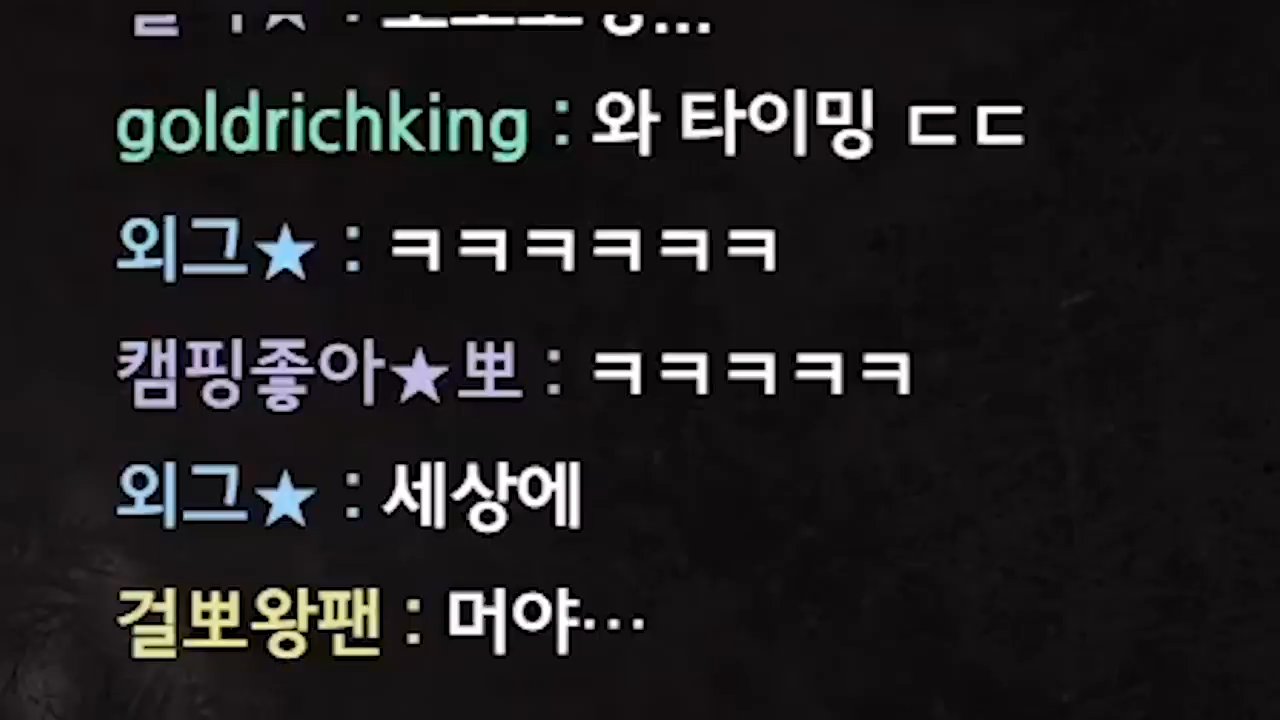 goldrichking : 와 타이밍 ㄷㄷ
외그★ : ㅋㅋㅋㅋㅋㅋ
캠핑좋아★뽀 : ㅋㅋㅋㅋㅋ
외그★ : 세상에
걸뽀왕팬 : 머야…